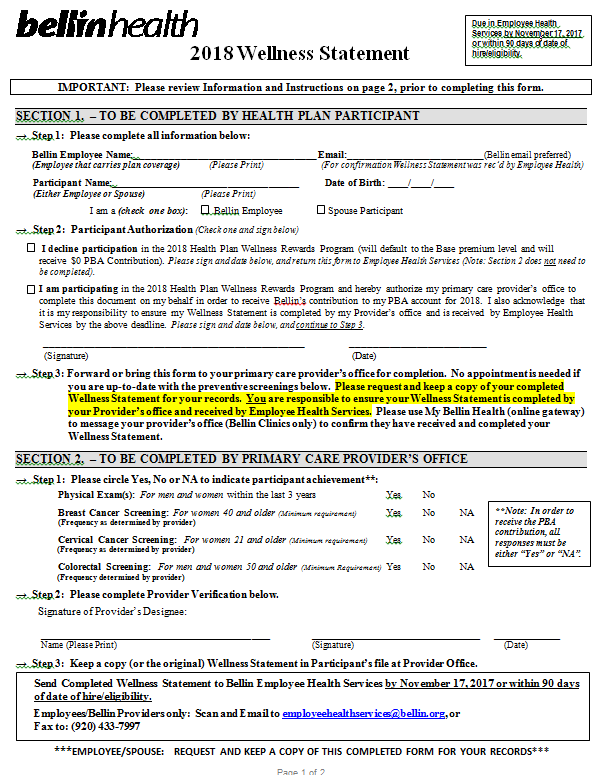 bellinhealth
Due in Employee Health
Services by November 17, 2017
or within 90 days of date of
hire/eligibility.
2018 Wellness Statement
IMPORTANT: Please review Information and Instructions on page 2, prior to completing this form.
SECTION 1. – TO BE COMPLETED BY HEALTH PLAN PARTICIPANT
→ Step 1: Please complete all information below:
Bellin Employee Name: Email: (Bellin email preferred)
(Employee that carries plan coverage) (Please Print) (For confirmation Wellness Statement was rec'd by Employee Health)
Participant Name: Date of Birth: ____/____/____
(Either Employee or Spouse) (Please Print)
I am a (check one box): ☐ Bellin Employee ☐ Spouse Participant
→ Step 2: Participant Authorization (Check one and sign below)
☐ I decline participation in the 2018 Health Plan Wellness Rewards Program (will default to the Base premium level and will
receive $0 PBA Contribution). Please sign and date below, and return this form to Employee Health Services (Note: Section 2 does not need to
be completed).
☐ I am participating in the 2018 Health Plan Wellness Rewards Program and hereby authorize my primary care provider's office to
complete this document on my behalf in order to receive Bellin's contribution to my PBA account for 2018. I also acknowledge that
it is my responsibility to ensure my Wellness Statement is completed by my Provider's office and is received by Employee Health
Services by the above deadline. Please sign and date below, and continue to Step 3.
(Signature) (Date)
→ Step 3: Forward or bring this form to your primary care provider's office for completion. No appointment is needed if
you are up-to-date with the preventive screenings below. Please request and keep a copy of your completed
Wellness Statement for your records. You are responsible to ensure your Wellness Statement is completed by
your Provider's office and received by Employee Health Services. Please use My Bellin Health (online gateway)
to message your provider's office (Bellin Clinics only) to confirm they have received and completed your
Wellness Statement.
SECTION 2. – TO BE COMPLETED BY PRIMARY CARE PROVIDER'S OFFICE
→ Step 1: Please circle Yes, No or NA to indicate participant achievement**:
Physical Exam(s): For men and women within the last 3 years Yes No
Breast Cancer Screening: For women 40 and older (Minimum requirement) Yes No NA
(Frequency as determined by provider)
Cervical Cancer Screening: For women 21 and older (Minimum requirement) Yes No NA
(Frequency as determined by provider)
Colorectal Screening: For men and women 50 and older (Minimum Requirement) Yes No NA
(Frequency determined by provider)
**Note: In order to
receive the PBA
contribution, all
responses must be
either "Yes" or "NA".
→ Step 2: Please complete Provider Verification below.
Signature of Provider's Designee:
Name (Please Print) (Signature) (Date)
→ Step 3: Keep a copy (or the original) Wellness Statement in Participant's file at Provider Office.
Send Completed Wellness Statement to Bellin Employee Health Services by November 17, 2017 or within 90 days
of date of hire/eligibility.
Employees/Bellin Providers only: Scan and Email to employeehealthservices@bellin.org, or
Fax to: (920) 433-7997
***EMPLOYEE/SPOUSE: REQUEST AND KEEP A COPY OF THIS COMPLETED FORM FOR YOUR RECORDS***
Page 1 of 2